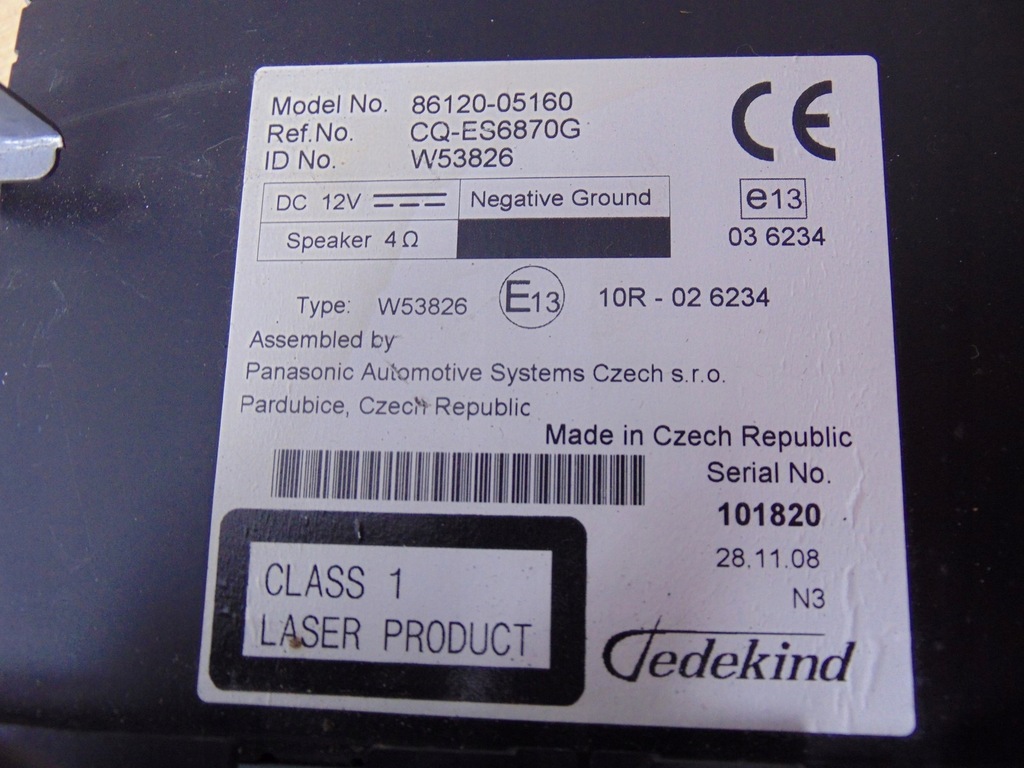 Model No. 86120-05160
Ref.No. CQ-ES6870G
ID No. W53826
CE
DC 12V Negative Ground
Speaker 4Ω
e13
03 6234
Type: W53826 E13 10R - 02 6234
Assembled by
Panasonic Automotive Systems Czech s.r.o.
Pardubice, Czech Republic
Made in Czech Republic
Serial No.
101820
28.11.08
N3
CLASS 1
LASER PRODUCT
Tedekind